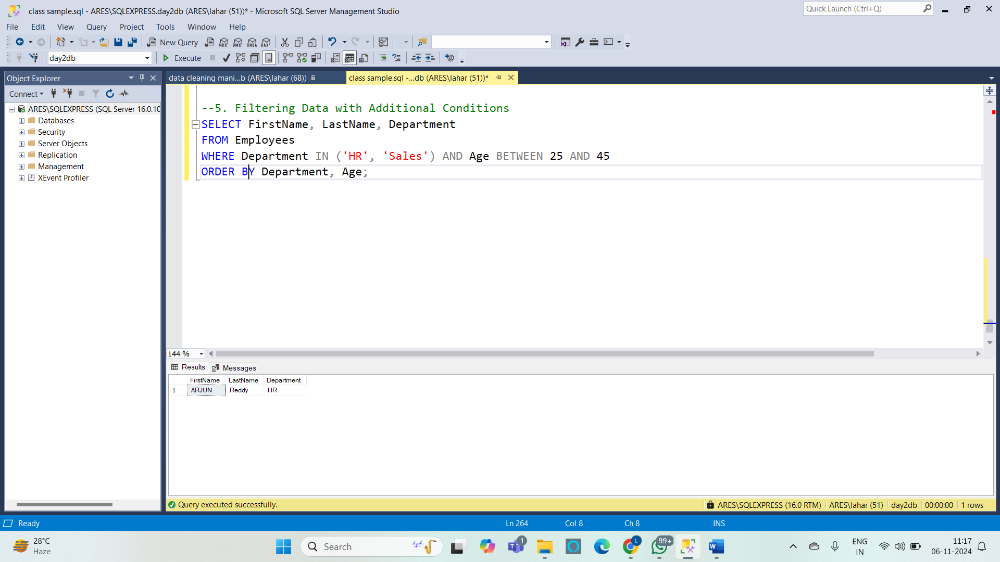 class sample.sql - ARES\SQLEXPRESS.day2db (ARES\lahar (51))* - Microsoft SQL Server Management Studio
Quick Launch (Ctrl+Q)
File Edit View Query Project Tools Window Help
New Query
MDX DMX XMLA DAX
day2db
Execute
Object Explorer
data cleaning mani...b (ARES\lahar (68))
class sample.sql -...db (ARES\lahar (51))*
Connect
ARES\SQLEXPRESS (SQL Server 16.0.10
Databases
Security
Server Objects
Replication
Management
XEvent Profiler
--5. Filtering Data with Additional Conditions
SELECT FirstName, LastName, Department
FROM Employees
WHERE Department IN ('HR', 'Sales') AND Age BETWEEN 25 AND 45
ORDER BY Department, Age;
144 %
Results Messages
FirstName LastName Department
1 ARJUN Reddy HR
Query executed successfully.
ARES\SQLEXPRESS (16.0 RTM) ARES\lahar (51) day2db 00:00:00 1 rows
Ready
Ln 264 Col 8 Ch 8 INS
28°C
Haze
Search
1
L
99+
W
ENG
IN
11:17
06-11-2024